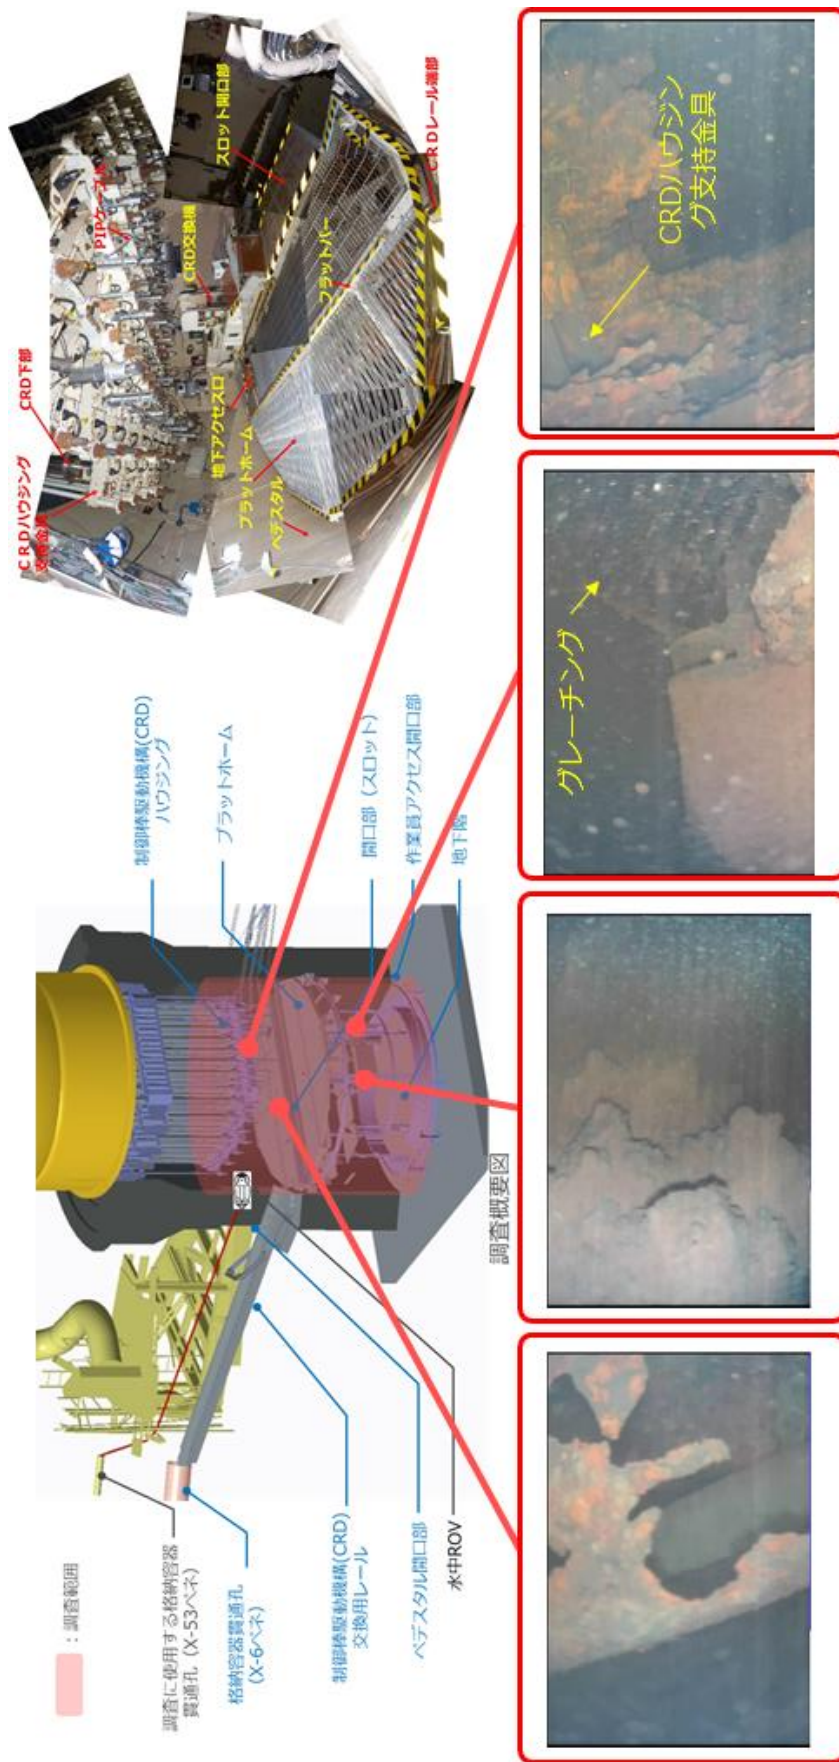 ：調査範囲
調査に使用する格納容器
貫通孔（X-53ペネ）
格納容器貫通孔
(X-6ペネ)
制御棒駆動機構(CRD)
交換用レール
ペデスタル開口部
水中ROV
制御棒駆動機構(CRD)
ハウジング
プラットホーム
開口部（スロット）
作業員アクセス開口部
地下階
調査概要図
ＣＲＤハウジング
支持金具
CRD下部
PIPケーブル
CRD交換機
スロット開口部
地下アクセス口
プラットホーム
ペデスタル
フラットバー
ＣＲＤレール端部
グレーチング
CRDハウジン
グ支持金具